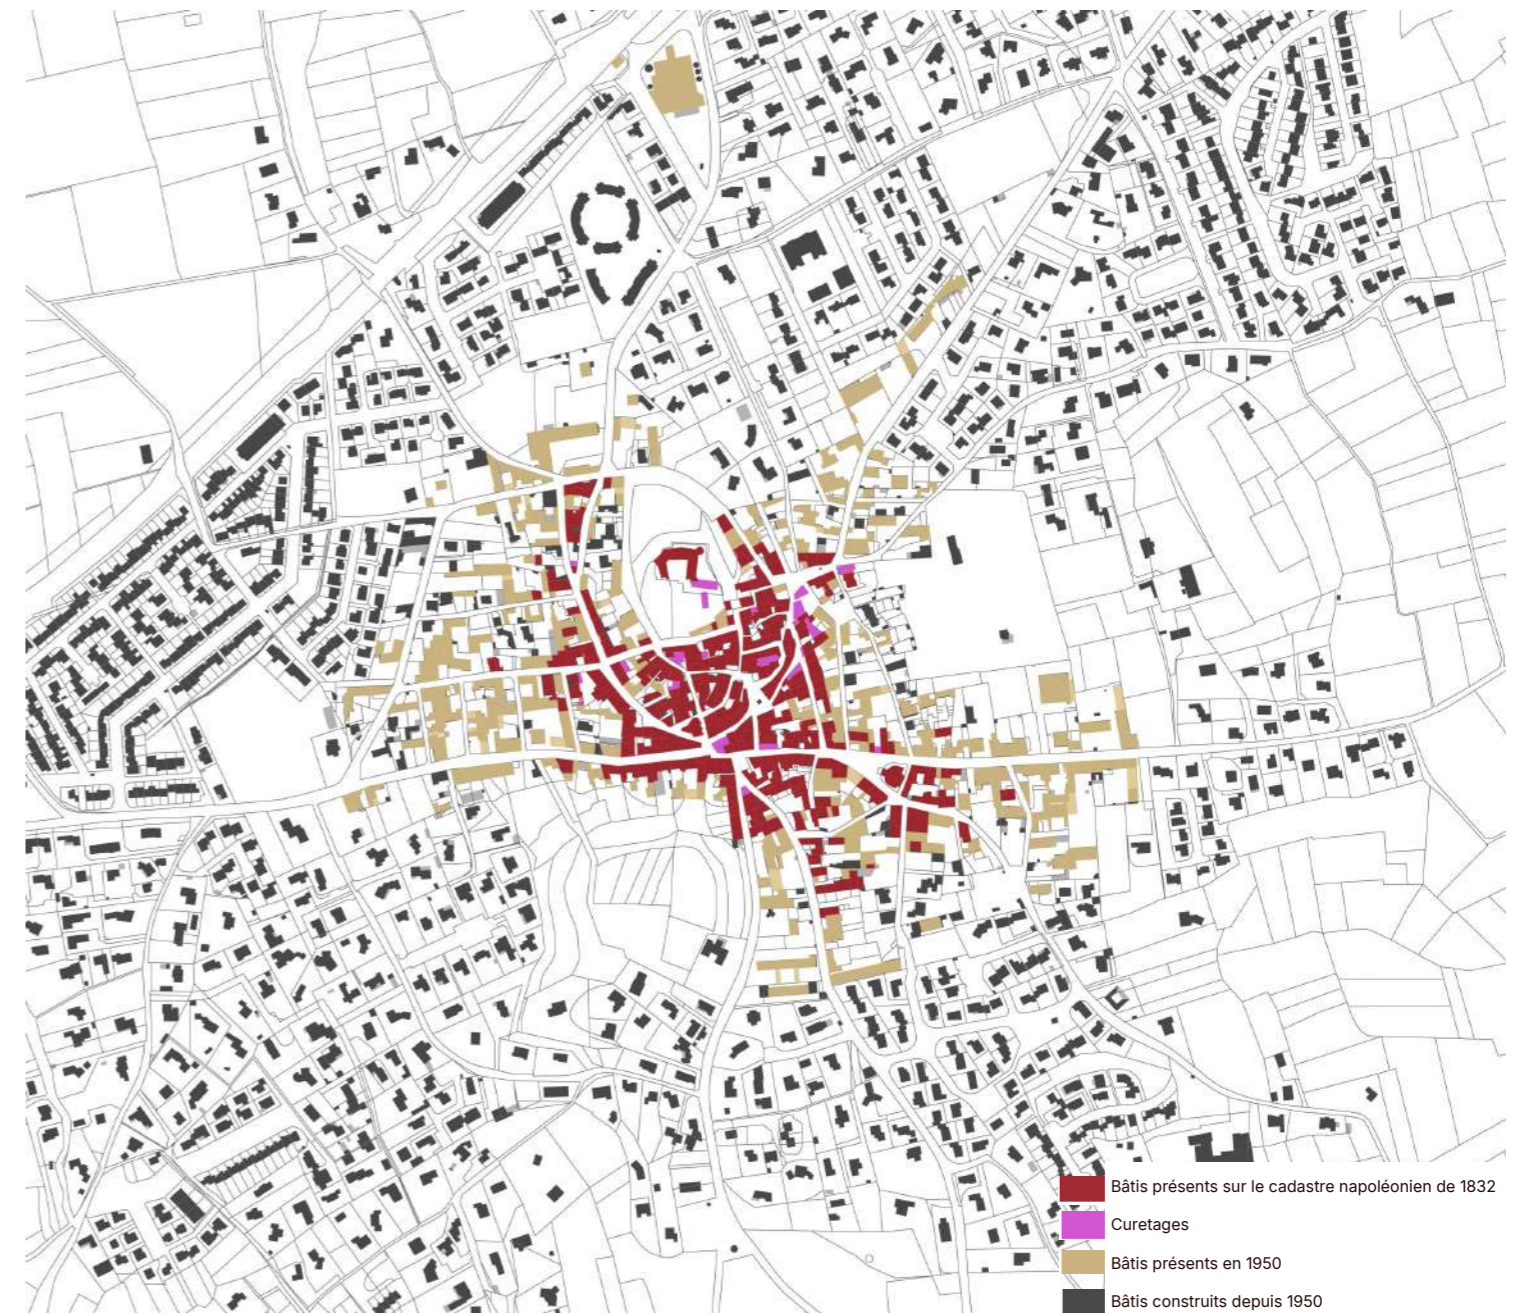 Bâtis présents sur le cadastre napoléonien de 1832
Curetages
Bâtis présents en 1950
Bâtis construits depuis 1950